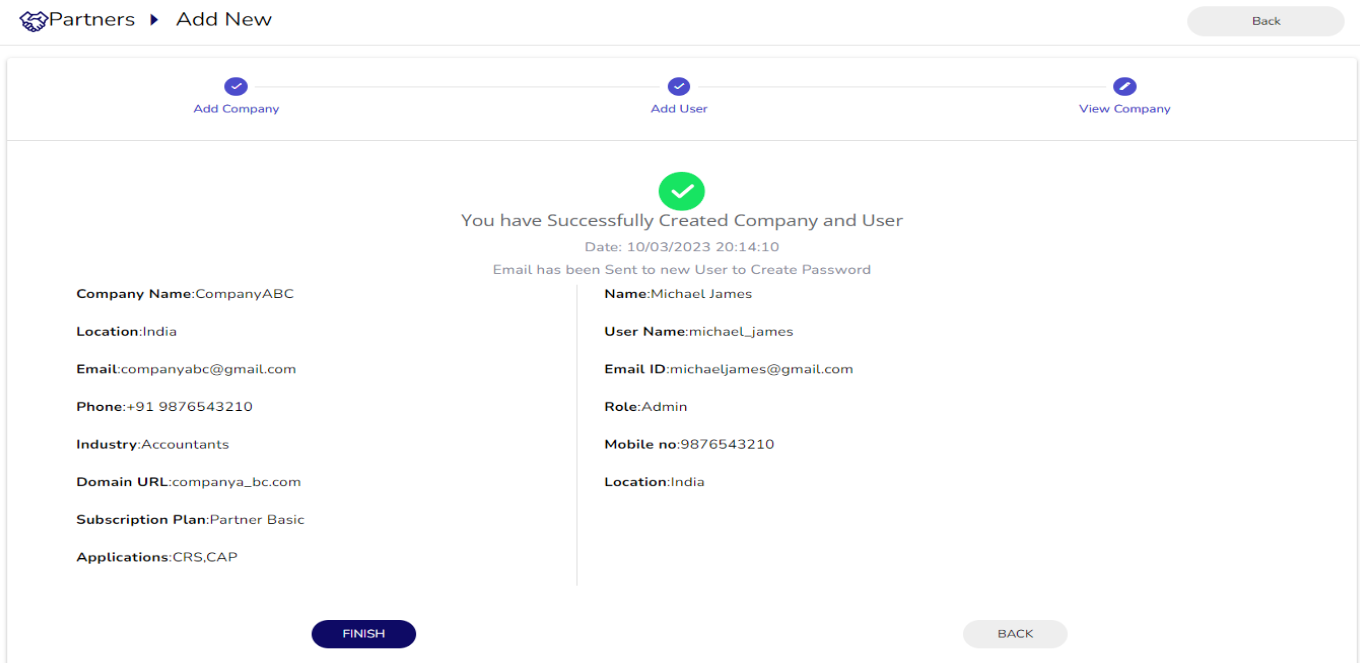 Partners Add New
Back
Add Company
Add User
View Company
You have Successfully Created Company and User
Date: 10/03/2023 20:14:10
Email has been Sent to new User to Create Password
Company Name:CompanyABC
Location:India
Email:companyabc@gmail.com
Phone:+91 9876543210
Industry:Accountants
Domain URL:companya_bc.com
Subscription Plan:Partner Basic
Applications:CRS,CAP
Name:Michael James
User Name:michael_james
Email ID:michaeljames@gmail.com
Role:Admin
Mobile no:9876543210
Location:India
FINISH
BACK